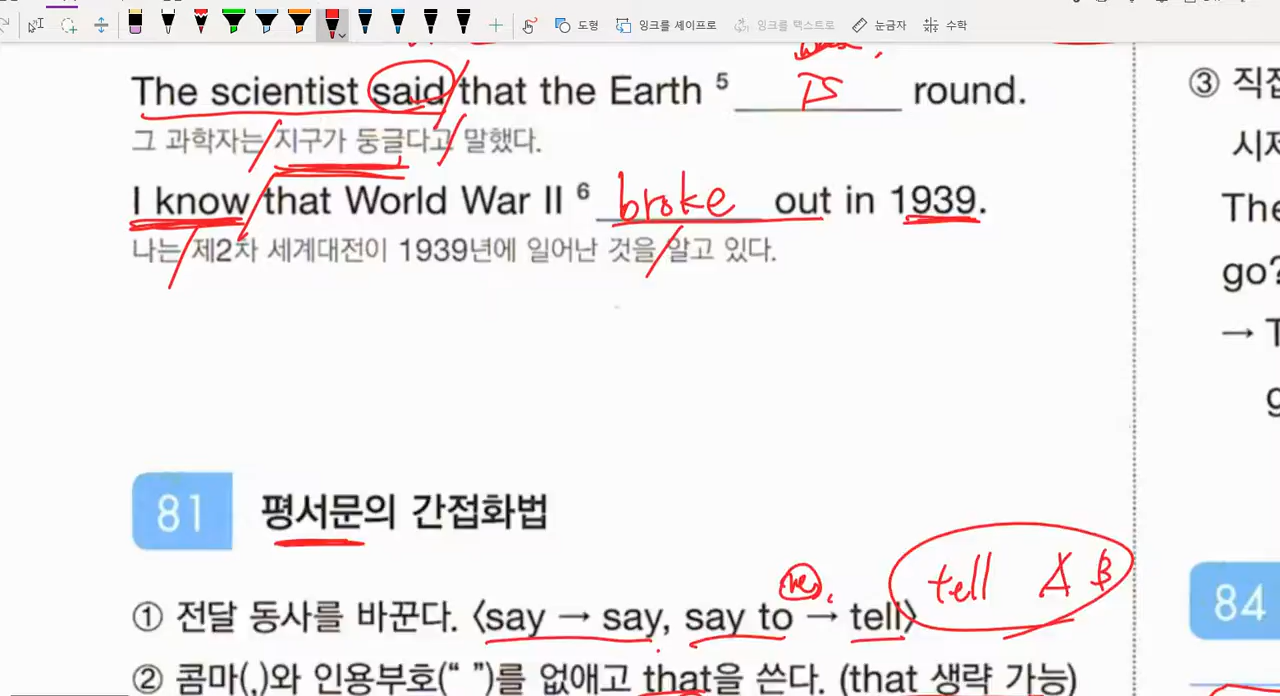 도형 잉크를 셰이프로 잉크를 텍스트로 눈금자 수학
The scientist said that the Earth 5 IS round.
그 과학자는 지구가 둥글다고 말했다.
I know that World War II 6 broke out in 1939.
나는 제2차 세계대전이 1939년에 일어난 것을 알고 있다.
81 평서문의 간접화법
tell A B
me
① 전달 동사를 바꾼다. 〈say → say, say to → tell〉
② 콤마(,)와 인용부호(“ ”)를 없애고 that을 쓴다. (that 생략 가능)
③ 직접
시제
The
go?
→ T
g
84